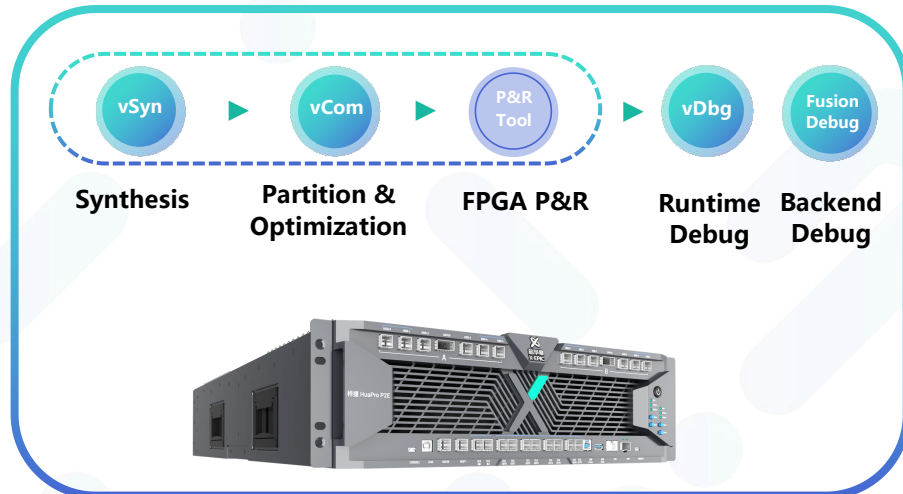 vSyn
vCom
P&R
Tool
vDbg
Fusion
Debug
Synthesis
Partition &
Optimization
FPGA P&R
Runtime
Debug
Backend
Debug
A
B
HuaPro P2E